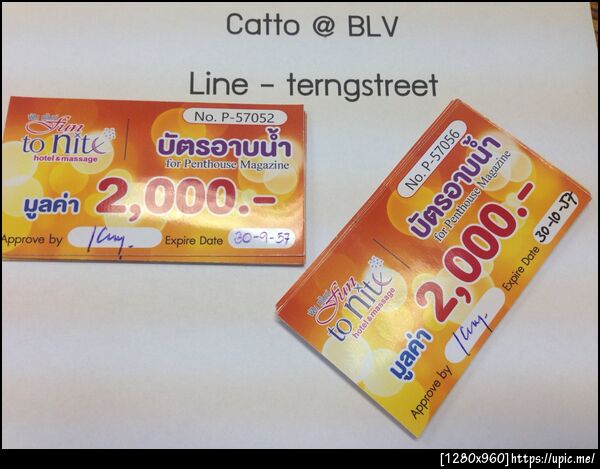 Catto @ BLV
Line - terngstreet
No. P-57052
Fun
to nite
hotel & massage
บัตรอาบน้ำ
for Penthouse Magazine
มูลค่า 2,000.-
Approve by
Expire Date 30-9-57
No. P-57056
Fun
to nite
hotel & massage
บัตรอาบน้ำ
for Penthouse Magazine
มูลค่า 2,000.-
Approve by
Expire Date 30-10-57
[1280x960]https://upic.me/